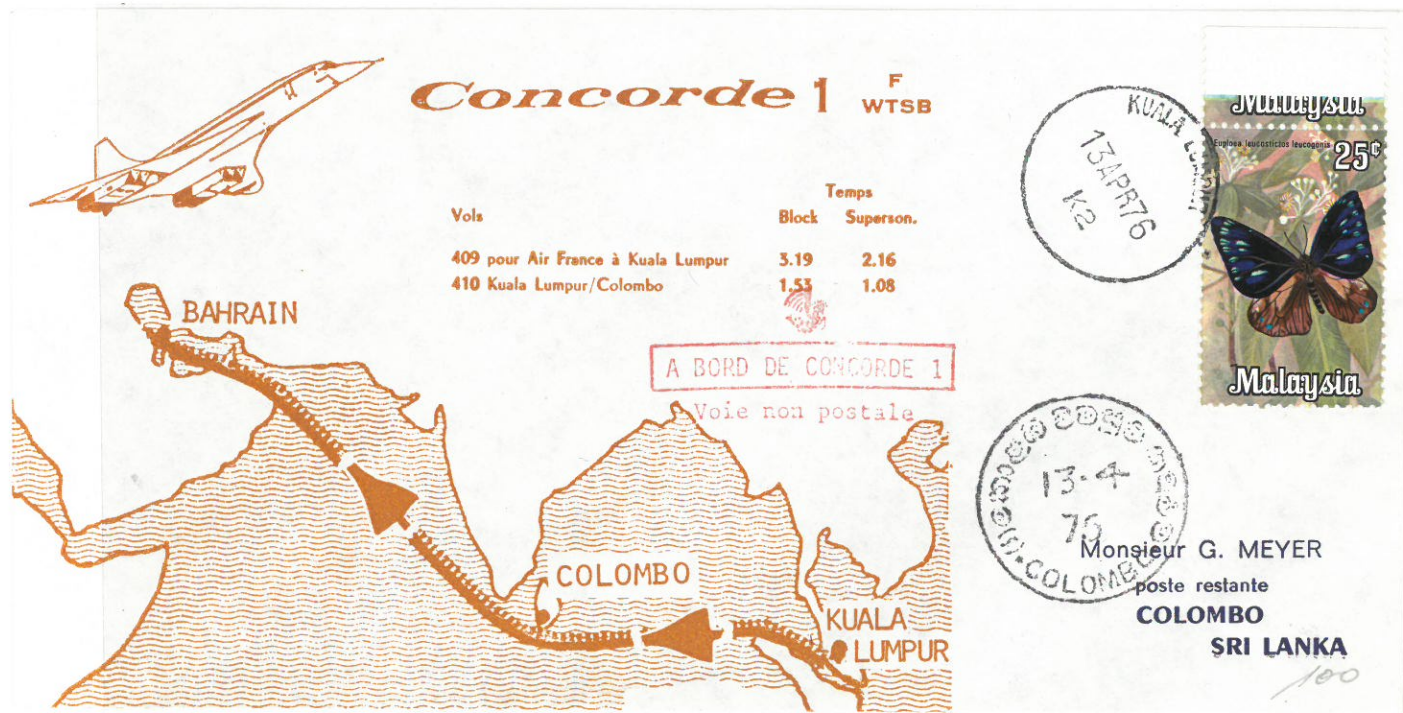 Concorde 1 F
WTSB
Temps
Vols Block Superson.
409 pour Air France à Kuala Lumpur 3.19 2.16
410 Kuala Lumpur/Colombo 1.53 1.08
BAHRAIN
A BORD DE CONCORDE 1
Voie non postale
COLOMBO
KUALA
LUMPUR
KUALA LUMPUR
13APR76
K2
Malaysia
Euploea leucostictos leucogonis
25¢
Malaysia
13-4
76
COLOMBO
Monsieur G. MEYER
poste restante
COLOMBO
SRI LANKA
100